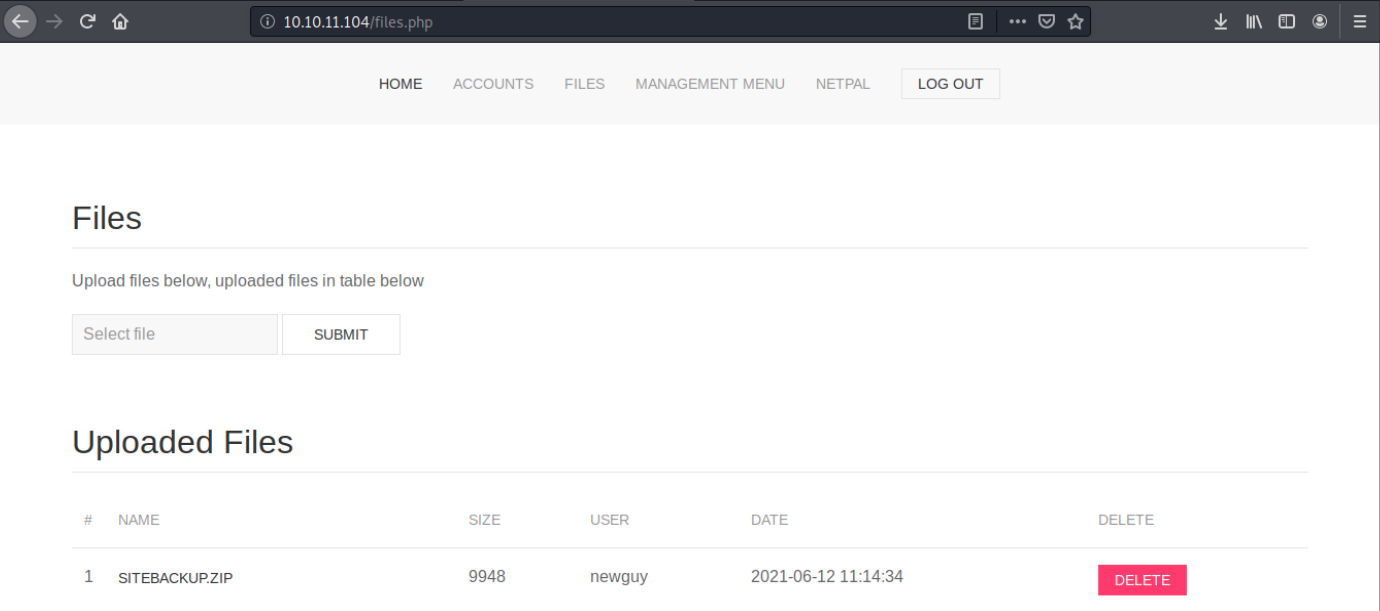 10.10.11.104/files.php
HOME ACCOUNTS FILES MANAGEMENT MENU NETPAL LOG OUT
Files
Upload files below, uploaded files in table below
Select file SUBMIT
Uploaded Files
# NAME SIZE USER DATE DELETE
1 SITEBACKUP.ZIP 9948 newguy 2021-06-12 11:14:34 DELETE